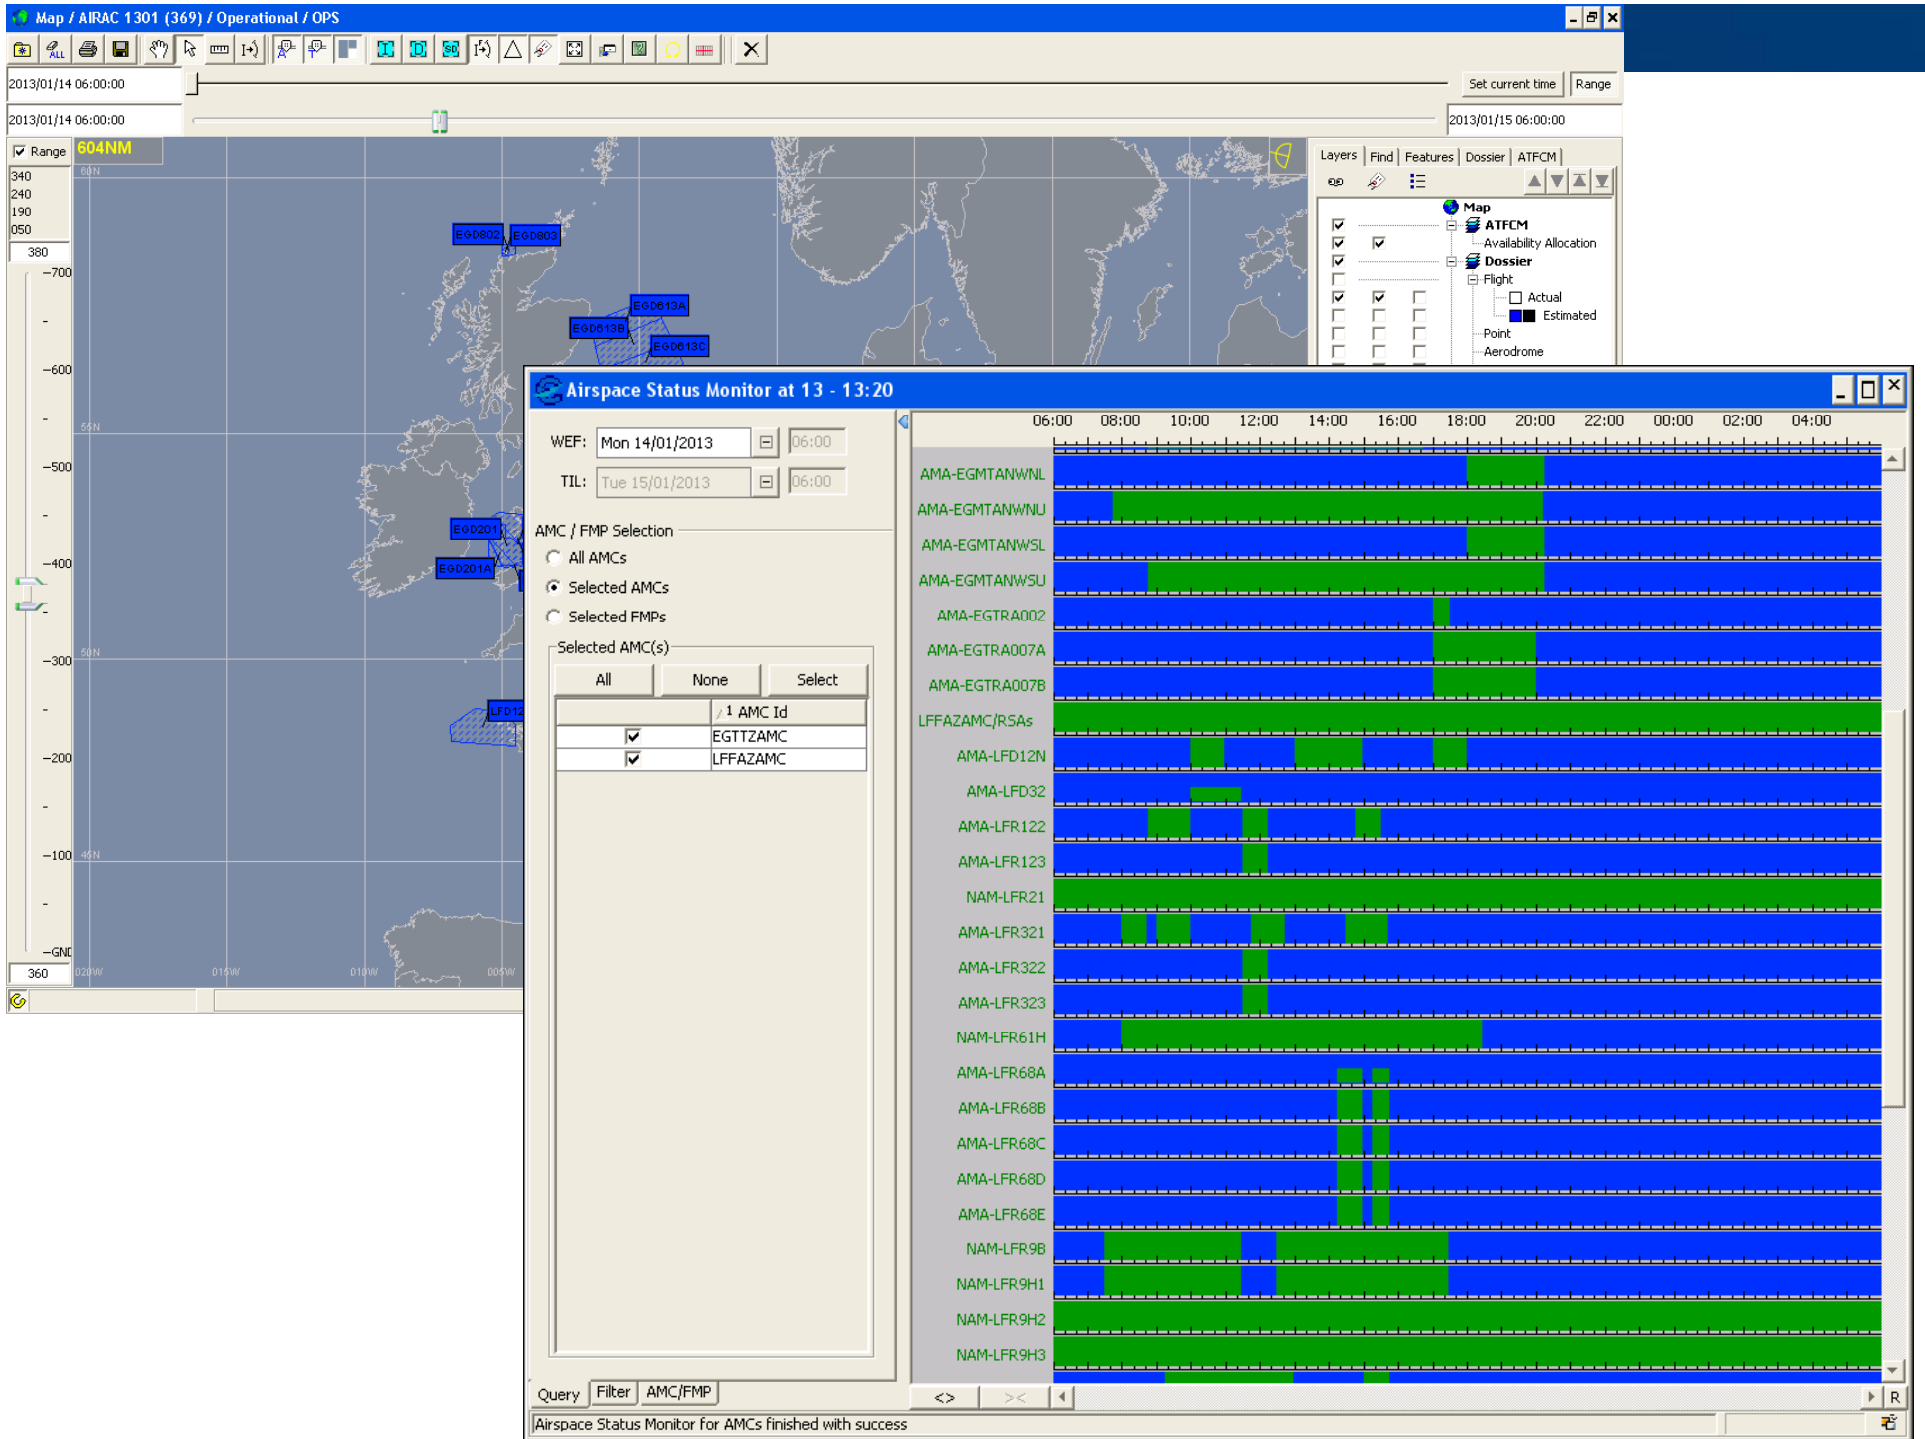 Map / AIRAC 1301 (369) / Operational / OPS
ALL
2013/01/14 06:00:00
Set current time
Range
2013/01/14 06:00:00
2013/01/15 06:00:00
Range
604NM
340
240
190
050
380
700
600
500
400
300
200
100
GND
360
60N
55N
50N
45N
020W
015W
010W
005W
EGD802
EGD803
EGD613A
EGD613B
EGD613C
EGD201
EGD201A
LFD12
Layers
Find
Features
Dossier
ATFCM
Map
ATFCM
Availability Allocation
Dossier
Flight
Actual
Estimated
Point
Aerodrome
Airspace Status Monitor at 13 - 13:20
WEF: Mon 14/01/2013 06:00
TIL: Tue 15/01/2013 06:00
AMC / FMP Selection
All AMCs
Selected AMCs
Selected FMPs
Selected AMC(s)
All
None
Select
1 AMC Id
EGTTZAMC
LFFAZAMC
06:00 08:00 10:00 12:00 14:00 16:00 18:00 20:00 22:00 00:00 02:00 04:00
AMA-EGMTANWNL
AMA-EGMTANWNU
AMA-EGMTANWSL
AMA-EGMTANWSU
AMA-EGTRA002
AMA-EGTRA007A
AMA-EGTRA007B
LFFAZAMC/RSAs
AMA-LFD12N
AMA-LFD32
AMA-LFR122
AMA-LFR123
NAM-LFR21
AMA-LFR321
AMA-LFR322
AMA-LFR323
NAM-LFR61H
AMA-LFR68A
AMA-LFR68B
AMA-LFR68C
AMA-LFR68D
AMA-LFR68E
NAM-LFR9B
NAM-LFR9H1
NAM-LFR9H2
NAM-LFR9H3
Query
Filter
AMC/FMP
<>
><
R
Airspace Status Monitor for AMCs finished with success